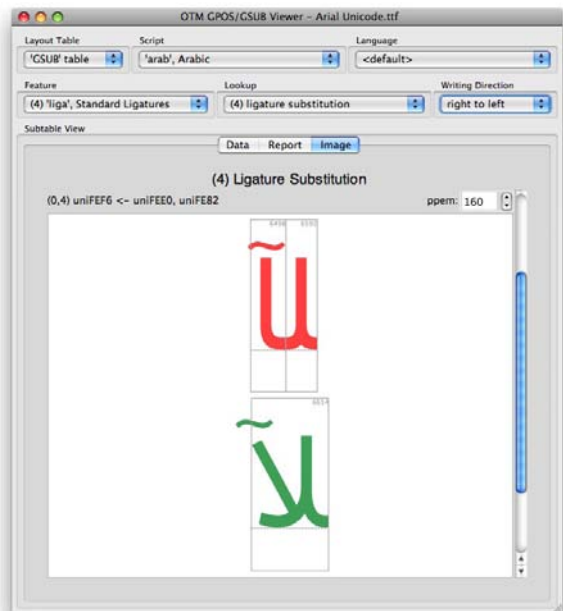 OTM GPOS/GSUB Viewer – Arial Unicode.ttf
Layout Table Script Language
'GSUB' table 'arab', Arabic <default>
Feature Lookup Writing Direction
(4) 'liga', Standard Ligatures (4) ligature substitution right to left
Subtable View
Data Report Image
(4) Ligature Substitution
(0,4) uniFEF6 <- uniFEE0, uniFE82 ppem: 160
ﻠﺂ
ﻶ